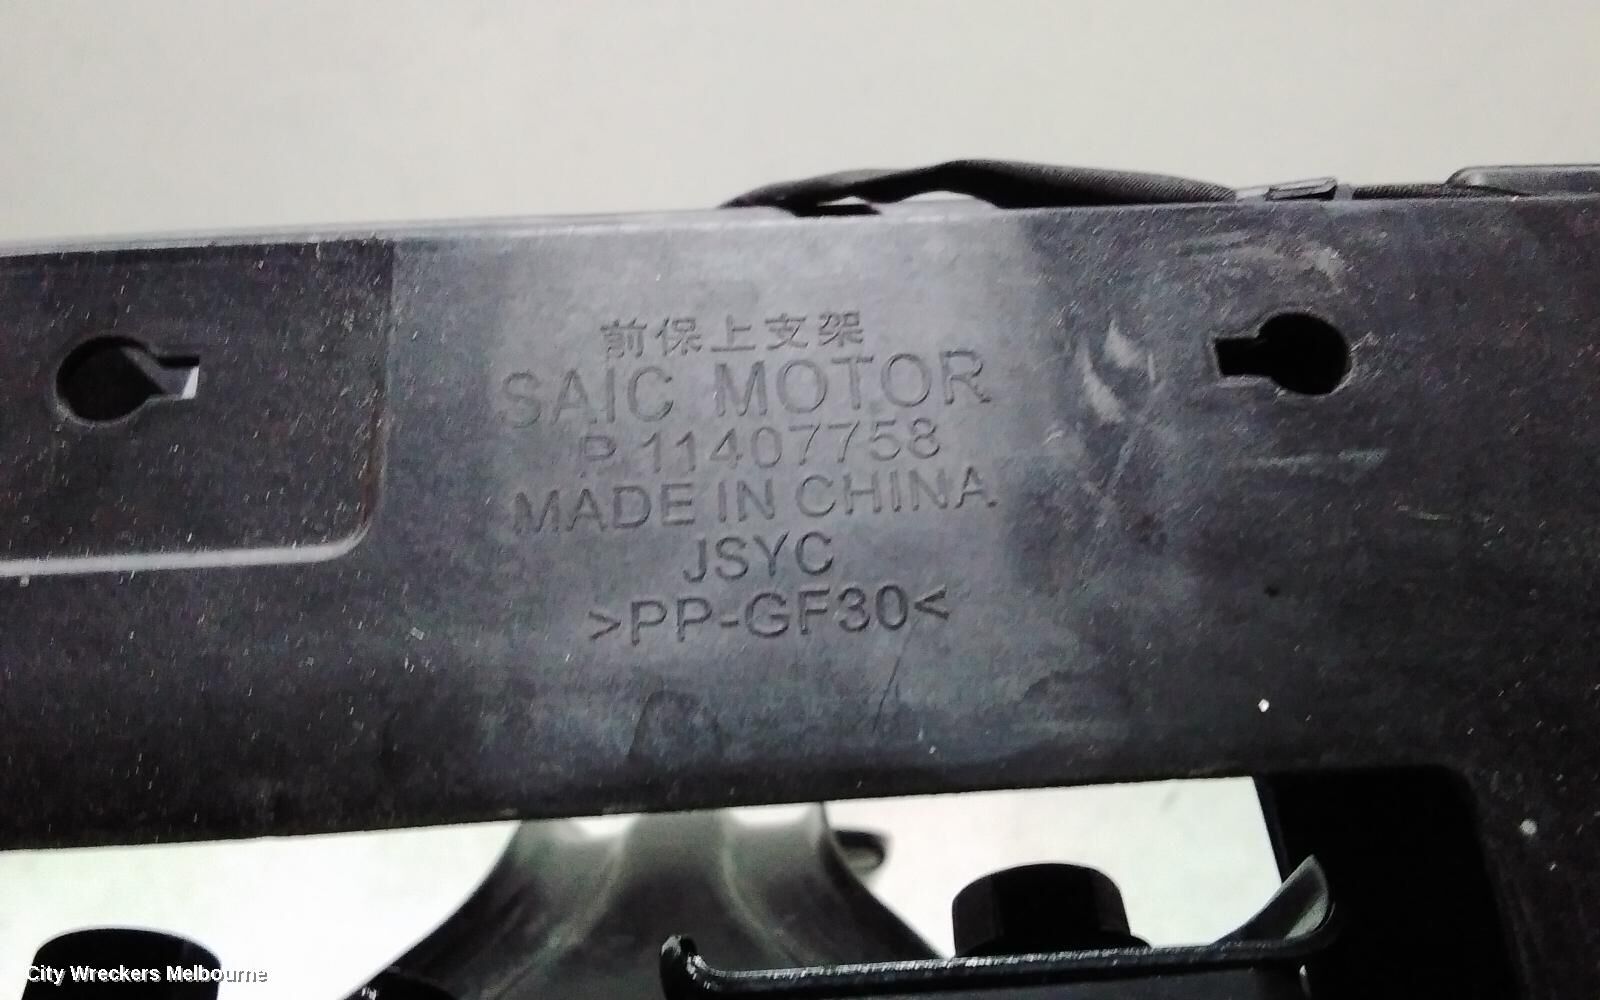 前保上支架
SAIC MOTOR
P 11407758
MADE IN CHINA
JSYC
>PP-GF30<
City Wreckers Melbourne